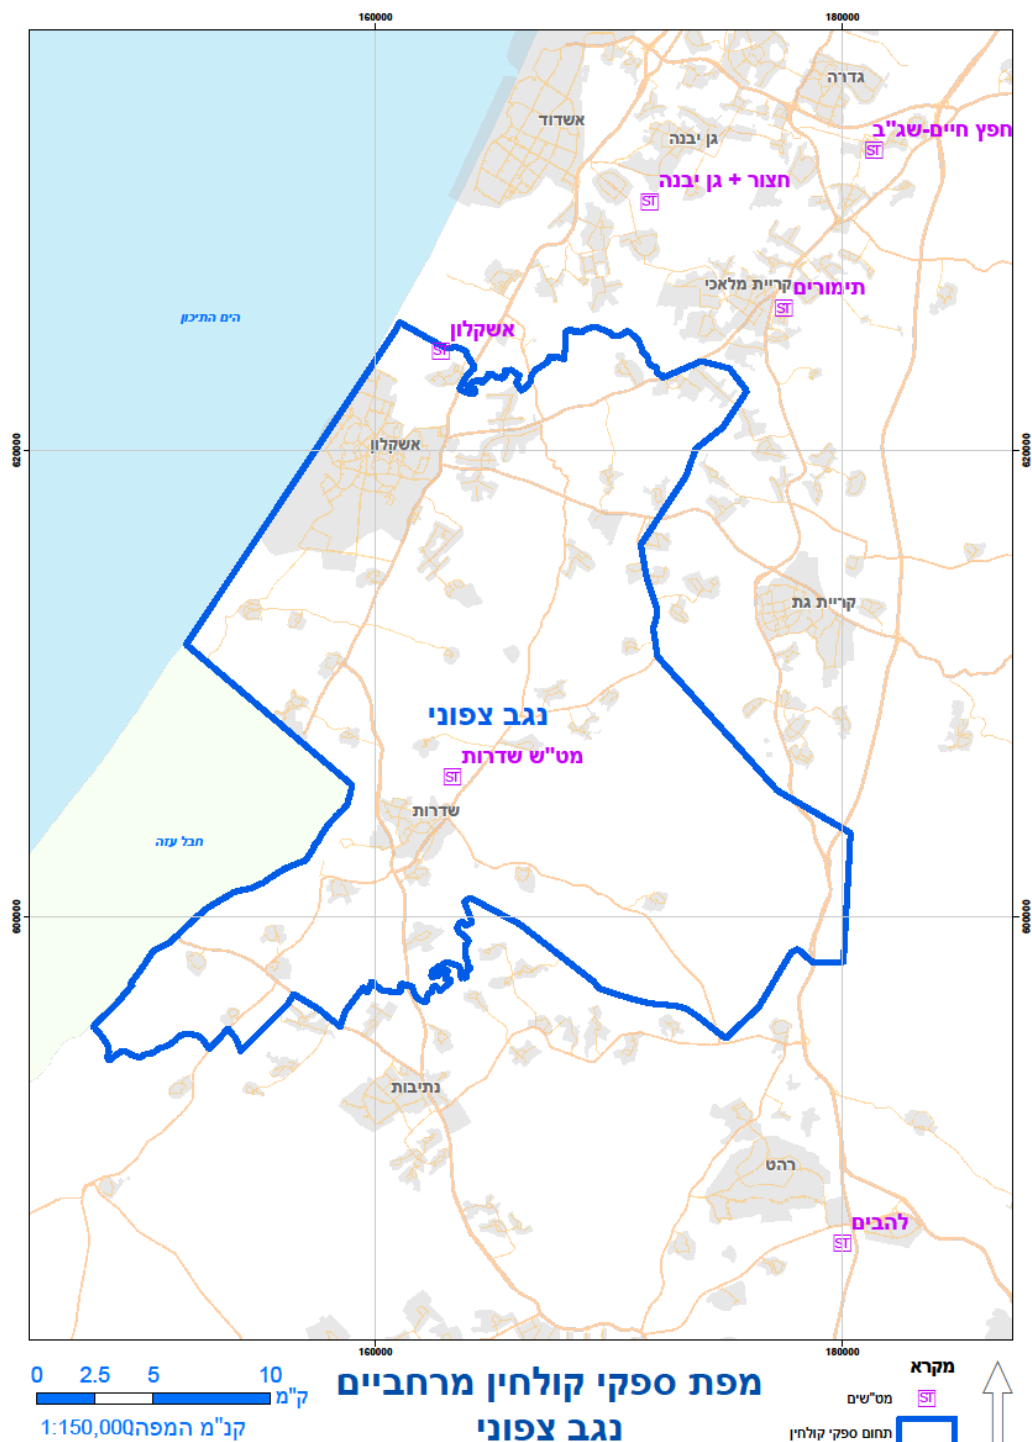 160000
180000
גדרה
אשדוד
חפץ חיים-שג"ב
ST
גן יבנה
חצור + גן יבנה
ST
קריית מלאכי
תימורים
ST
הים התיכון
אשקלון
ST
אשקלון
620000
620000
קריית גת
נגב צפוני
מט"ש שדרות
ST
שדרות
חבל עזה
600000
600000
נתיבות
רהט
להבים
ST
160000
180000
מפת ספקי קולחין מרחביים
נגב צפוני
0 2.5 5 10
ק"מ
קנ"מ המפה: 1:150,000
מקרא
ST מט"שים
תחום ספקי קולחין